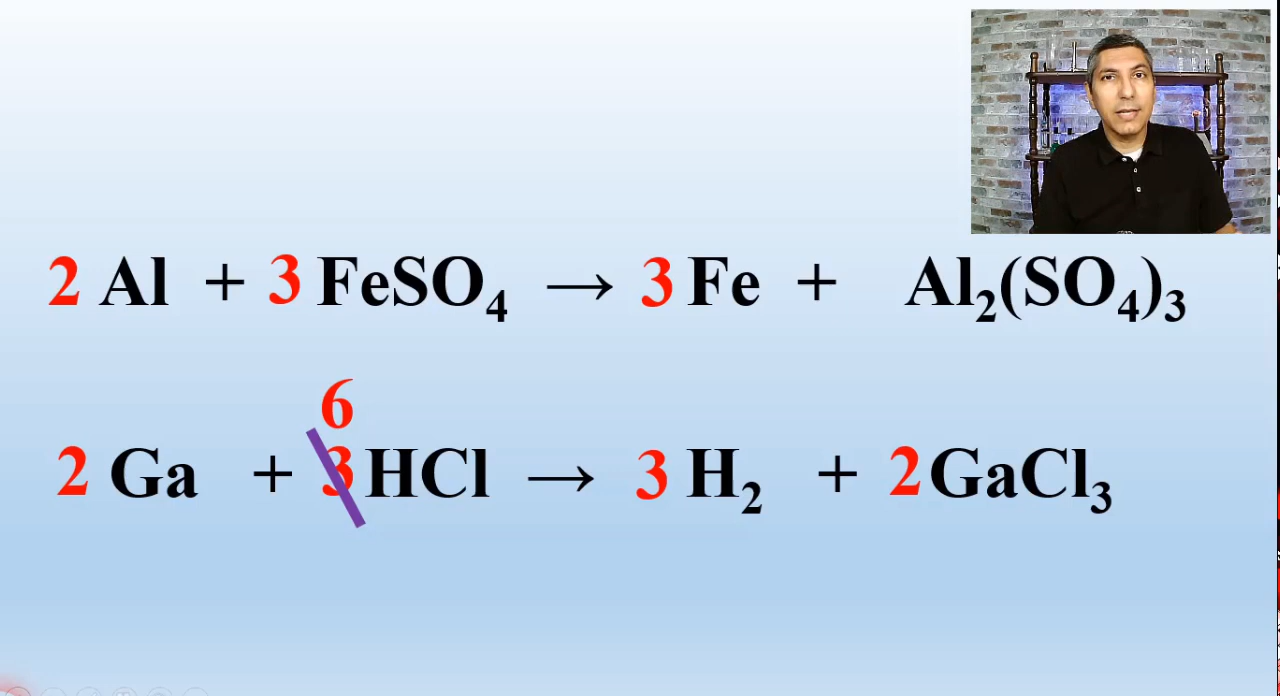 2 Al + 3 FeSO₄ → 3 Fe + Al₂(SO₄)₃
6
2 Ga + 3 HCl → 3 H₂ + 2 GaCl₃